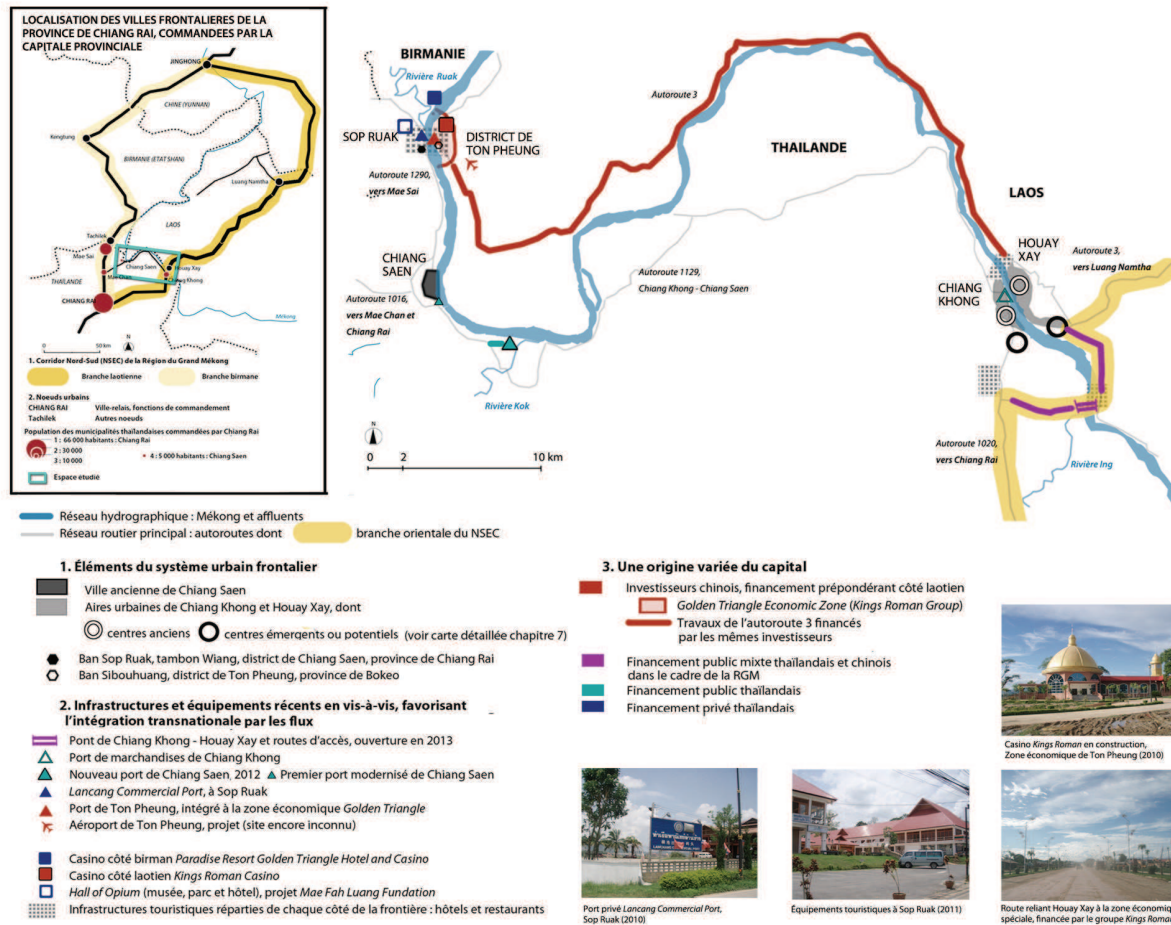 LOCALISATION DES VILLES FRONTALIERES DE LA
PROVINCE DE CHIANG RAI, COMMANDEES PAR LA
CAPITALE PROVINCIALE
JINGHONG
CHINE (YUNNAN)
Kengtung
BIRMANIE (ETAT SHAN)
Luang Namtha
LAOS
Tachilek
Mae Sai
Chiang Saen
Houay Xay
Mae Chan
Chiang Khong
THAILANDE
CHIANG RAI
Mékong
N
0 50 km
1. Corridor Nord-Sud (NSEC) de la Région du Grand Mékong
Branche laotienne Branche birmane
2. Noeuds urbains
CHIANG RAI Ville-relais, fonctions de commandement
Tachilek Autres noeuds
Population des municipalités thaïlandaises commandées par Chiang Rai
1 : 66 000 habitants : Chiang Rai
2 : 30 000
3 : 10 000
4 : 5 000 habitants : Chiang Saen
Espace étudié
BIRMANIE
Rivière Ruak
SOP RUAK
DISTRICT DE
TON PHEUNG
Autoroute 1290,
vers Mae Sai
Autoroute 3
THAILANDE
LAOS
CHIANG
SAEN
Autoroute 1016,
vers Mae Chan et
Chiang Rai
Autoroute 1129,
Chiang Khong - Chiang Saen
HOUAY
XAY
Autoroute 3,
vers Luang Namtha
CHIANG
KHONG
Rivière Kok
Autoroute 1020,
vers Chiang Rai
Rivière Ing
N
0 2 10 km
Réseau hydrographique : Mékong et affluents
Réseau routier principal : autoroutes dont branche orientale du NSEC
1. Éléments du système urbain frontalier
Ville ancienne de Chiang Saen
Aires urbaines de Chiang Khong et Houay Xay, dont
centres anciens centres émergents ou potentiels (voir carte détaillée chapitre 7)
Ban Sop Ruak, tambon Wiang, district de Chiang Saen, province de Chiang Rai
Ban Sibouhuang, district de Ton Pheung, province de Bokeo
2. Infrastructures et équipements récents en vis-à-vis, favorisant
l'intégration transnationale par les flux
Pont de Chiang Khong - Houay Xay et routes d'accès, ouverture en 2013
Port de marchandises de Chiang Khong
Nouveau port de Chiang Saen, 2012 Premier port modernisé de Chiang Saen
Lancang Commercial Port, à Sop Ruak
Port de Ton Pheung, intégré à la zone économique Golden Triangle
Aéroport de Ton Pheung, projet (site encore inconnu)
Casino côté birman Paradise Resort Golden Triangle Hotel and Casino
Casino côté laotien Kings Roman Casino
Hall of Opium (musée, parc et hôtel), projet Mae Fah Luang Fundation
Infrastructures touristiques réparties de chaque côté de la frontière : hôtels et restaurants
3. Une origine variée du capital
Investisseurs chinois, financement prépondérant côté laotien
Golden Triangle Economic Zone (Kings Roman Group)
Travaux de l'autoroute 3 financés
par les mêmes investisseurs
Financement public mixte thaïlandais et chinois
dans le cadre de la RGM
Financement public thaïlandais
Financement privé thaïlandais
Casino Kings Roman en construction,
Zone économique de Ton Pheung (2010)
Port privé Lancang Commercial Port,
Sop Ruak (2010)
Équipements touristiques à Sop Ruak (2011)
Route reliant Houay Xay à la zone économiq
spéciale, financée par le groupe Kings Roman